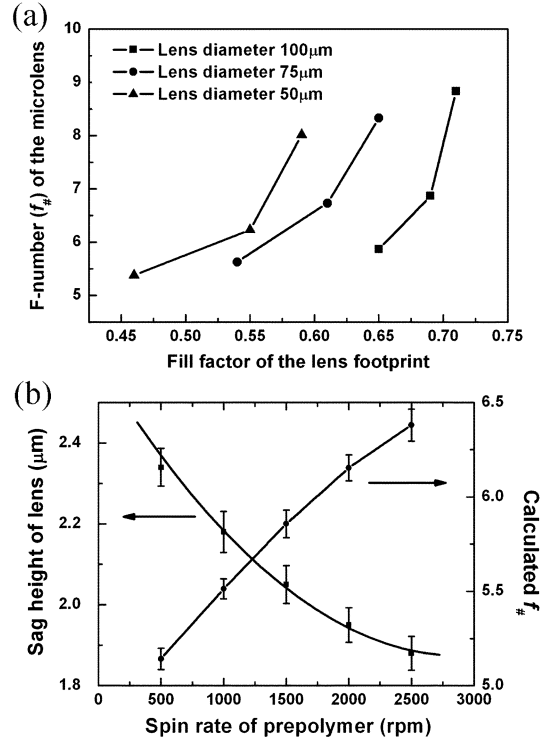 (a)
10
9
8
7
6
5
Lens diameter 100μm
Lens diameter 75μm
Lens diameter 50μm
F-number (f#) of the microlens
0.45 0.50 0.55 0.60 0.65 0.70 0.75
Fill factor of the lens footprint
(b)
2.4
2.2
2.0
1.8
Sag height of lens (μm)
6.5
6.0
5.5
5.0
Calculated f#
0 500 1000 1500 2000 2500 3000
Spin rate of prepolymer (rpm)